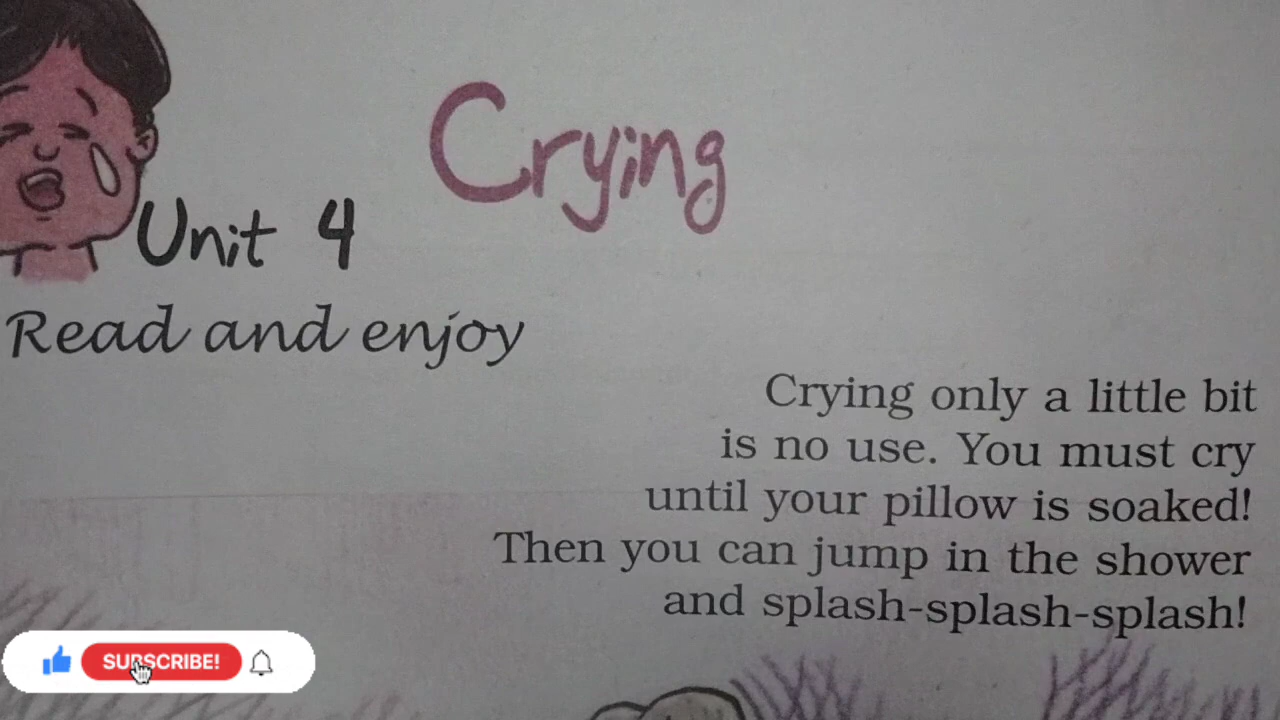 Crying
Unit 4
Read and enjoy
Crying only a little bit
is no use. You must cry
until your pillow is soaked!
Then you can jump in the shower
and splash-splash-splash!
SUBSCRIBE!